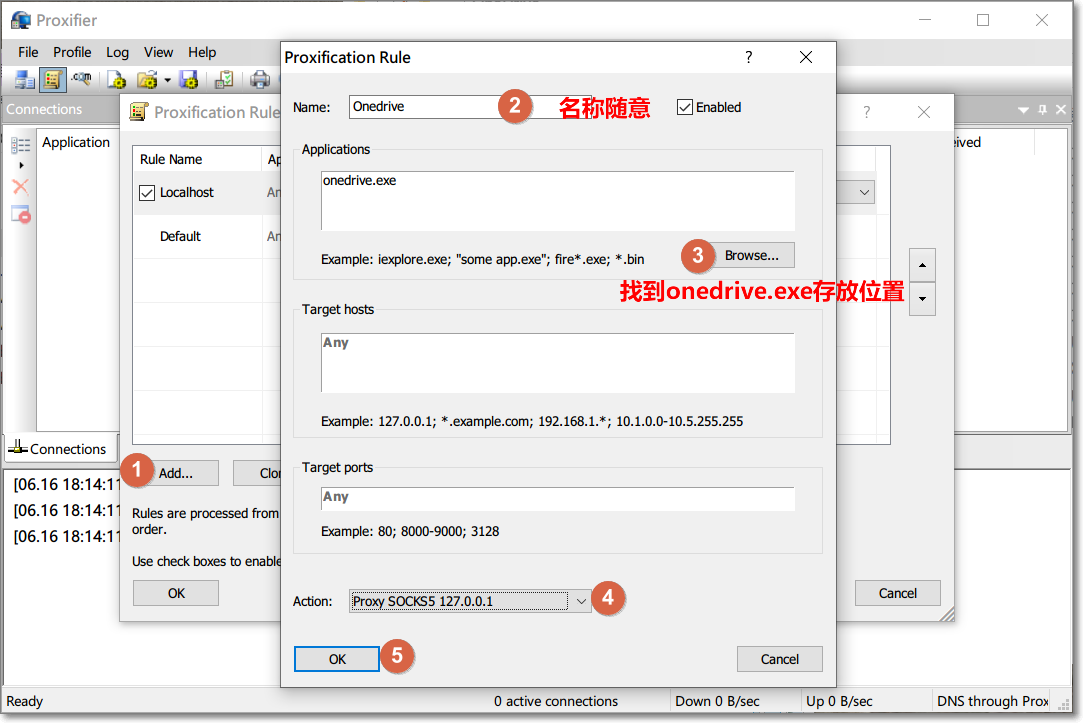 Proxifier
File Profile Log View Help
.com
Connections
Application
eived
Proxification Rule
?
Rule Name Ap
Localhost An
Default An
1 Add...
Clon
Rules are processed from
order.
Use check boxes to enable
OK
Cancel
Proxification Rule
?
Name: Onedrive 2 名称随意 Enabled
Applications
onedrive.exe
Example: iexplore.exe; "some app.exe"; fire*.exe; *.bin 3 Browse...
找到onedrive.exe存放位置
Target hosts
Any
Example: 127.0.0.1; *.example.com; 192.168.1.*; 10.1.0.0-10.5.255.255
Target ports
Any
Example: 80; 8000-9000; 3128
Action: Proxy SOCKS5 127.0.0.1 4
OK 5 Cancel
Connections
[06.16 18:14:11
[06.16 18:14:11
[06.16 18:14:11
Ready 0 active connections Down 0 B/sec Up 0 B/sec DNS through Prox